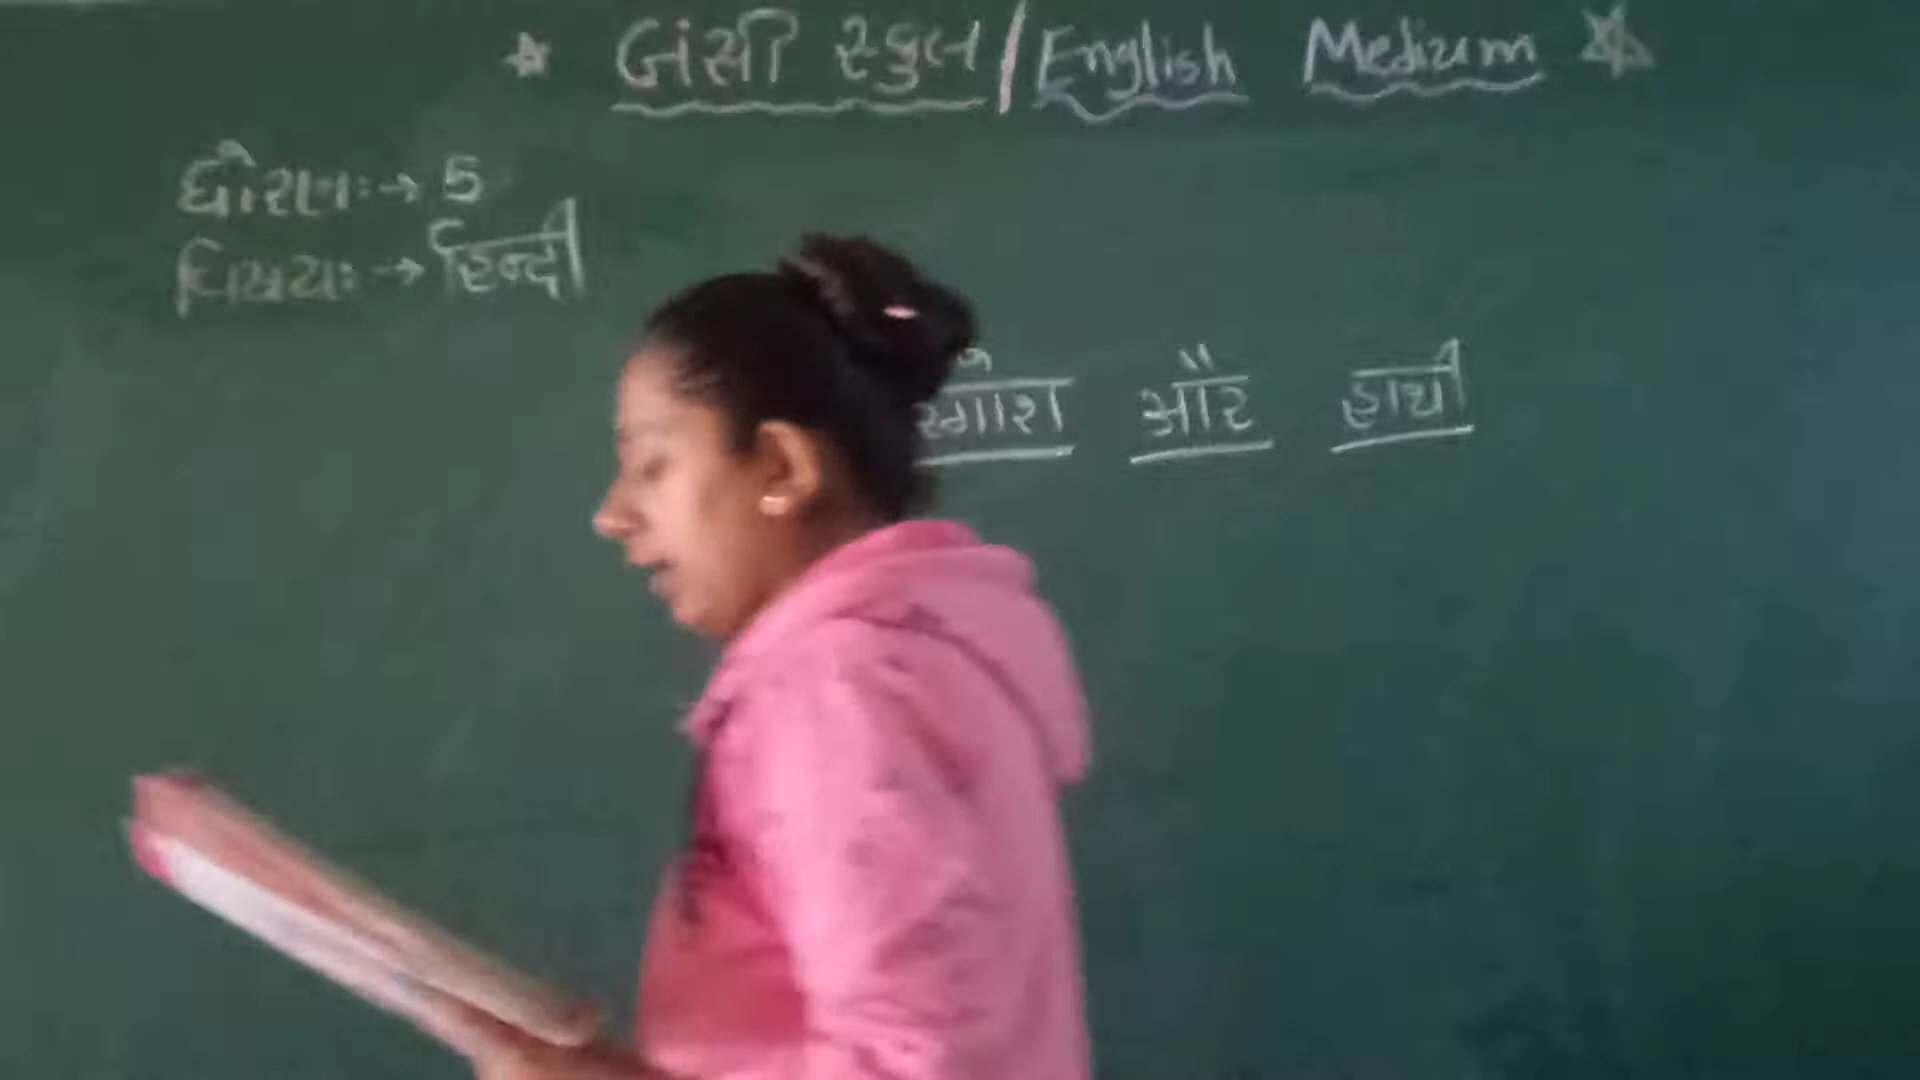 ★ બંસી સ્કુલ / English Medium ★
ધોરણઃ→ 5
વિષયઃ→ हिन्दी
और हाथी